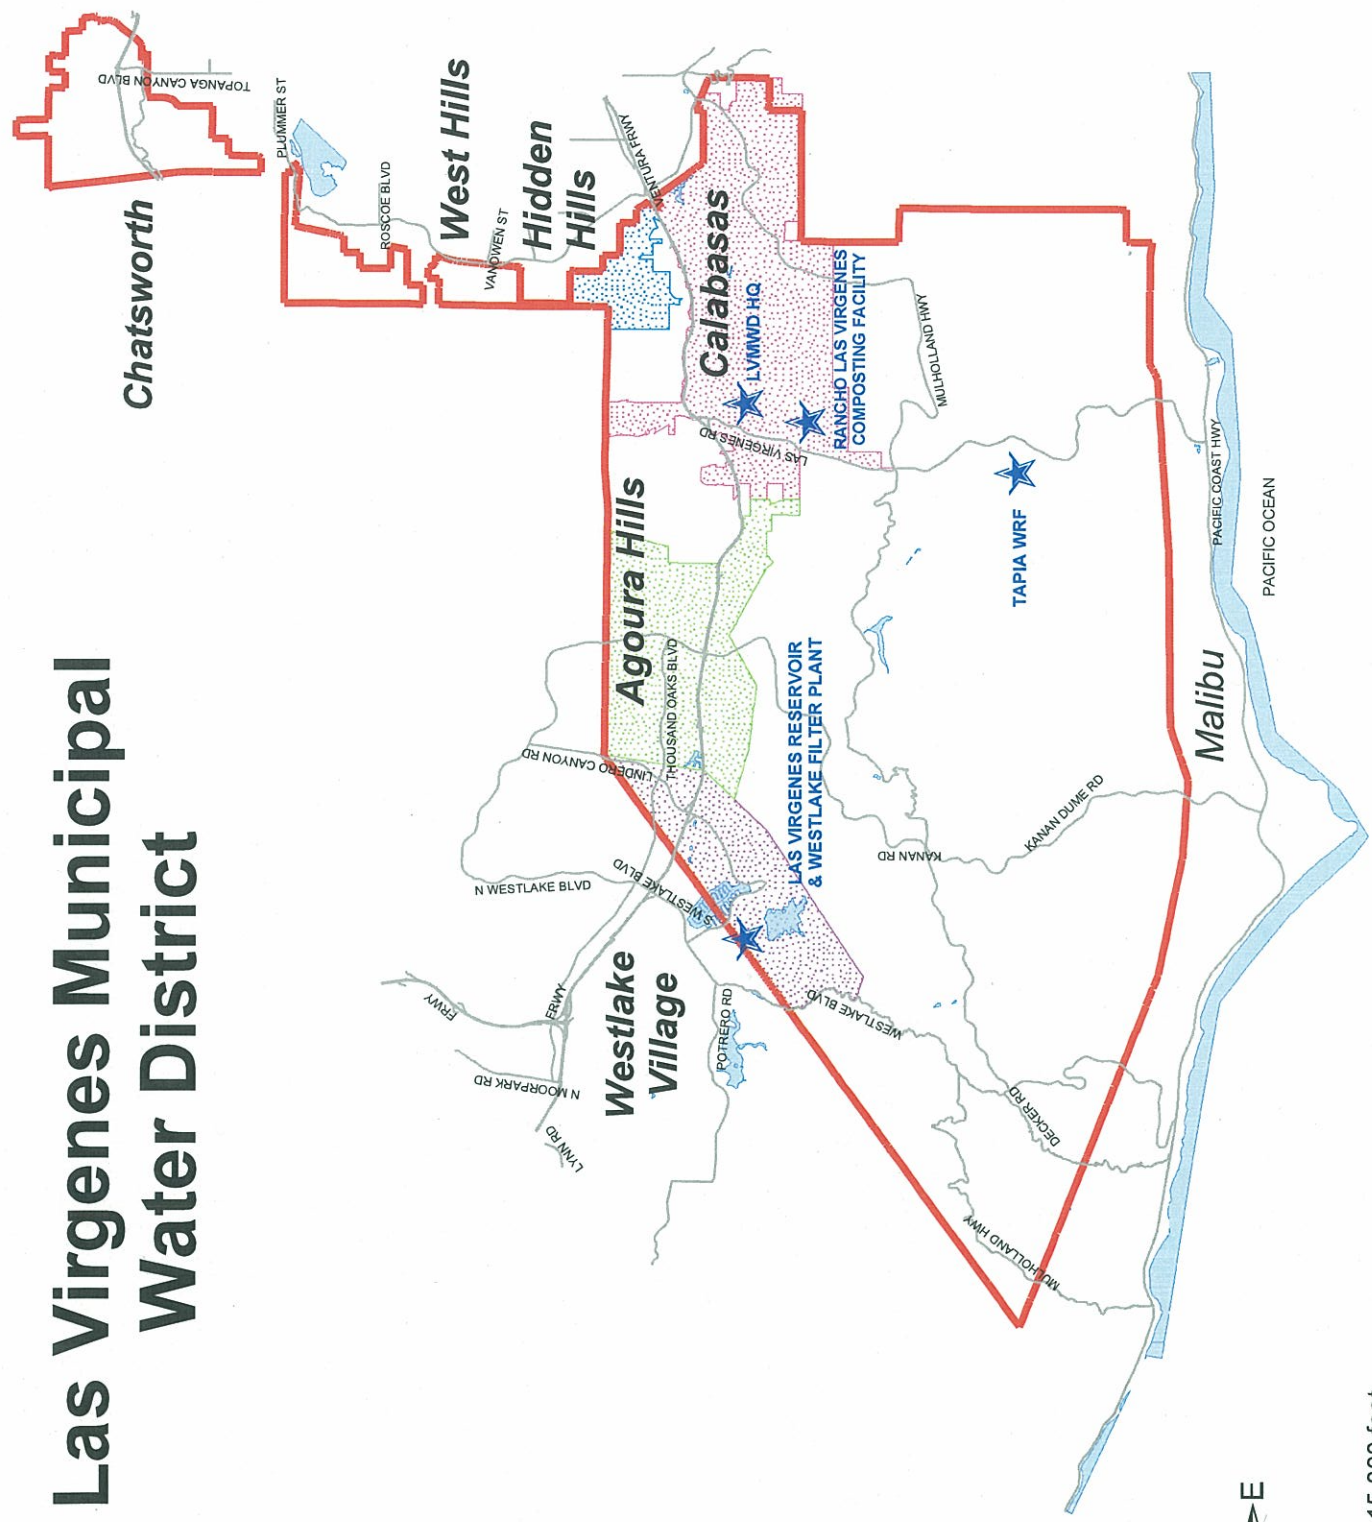 Las Virgenes Municipal
Water District
Chatsworth
TOPANGA CANYON BLVD
PLUMMER ST
ROSCOE BLVD
West Hills
VANOWEN ST
Hidden
Hills
VENTURA FRWY
Calabasas
LVMWD HQ
RANCHO LAS VIRGENES
COMPOSTING FACILITY
LAS VIRGENES RD
MULHOLLAND HWY
Agoura Hills
THOUSAND OAKS BLVD
LINDERO CANYON RD
N WESTLAKE BLVD
WESTLAKE BLVD
S WESTLAKE BLVD
LAS VIRGENES RESERVOIR
& WESTLAKE FILTER PLANT
Westlake
Village
FRWY
FRWY
N MOORPARK RD
LYNN RD
POTRERO RD
WESTLAKE BLVD
KANAN RD
KANAN DUME RD
TAPIA WRF
DECKER RD
MULHOLLAND HWY
Malibu
PACIFIC COAST HWY
PACIFIC OCEAN
E